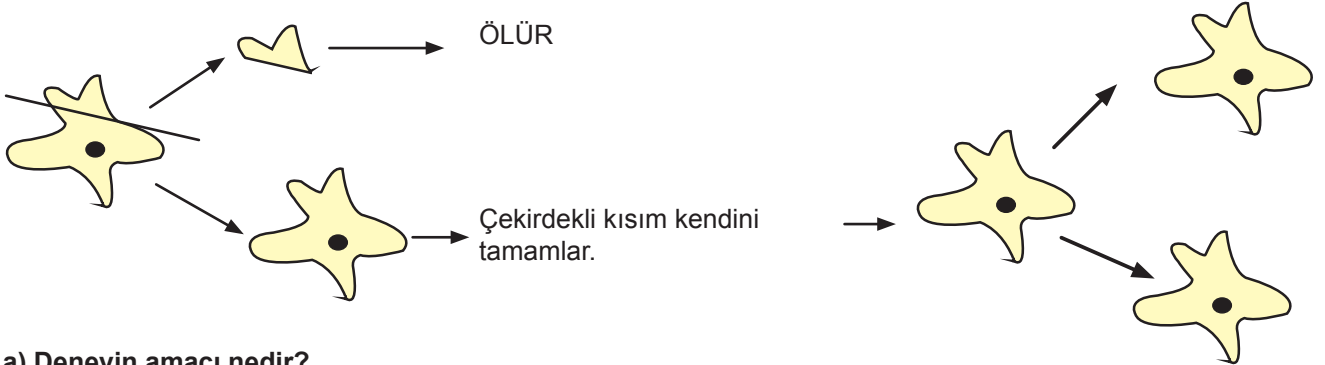 ÖLÜR
Çekirdekli kısım kendini
tamamlar.
a) Deneyin amacı nedir?